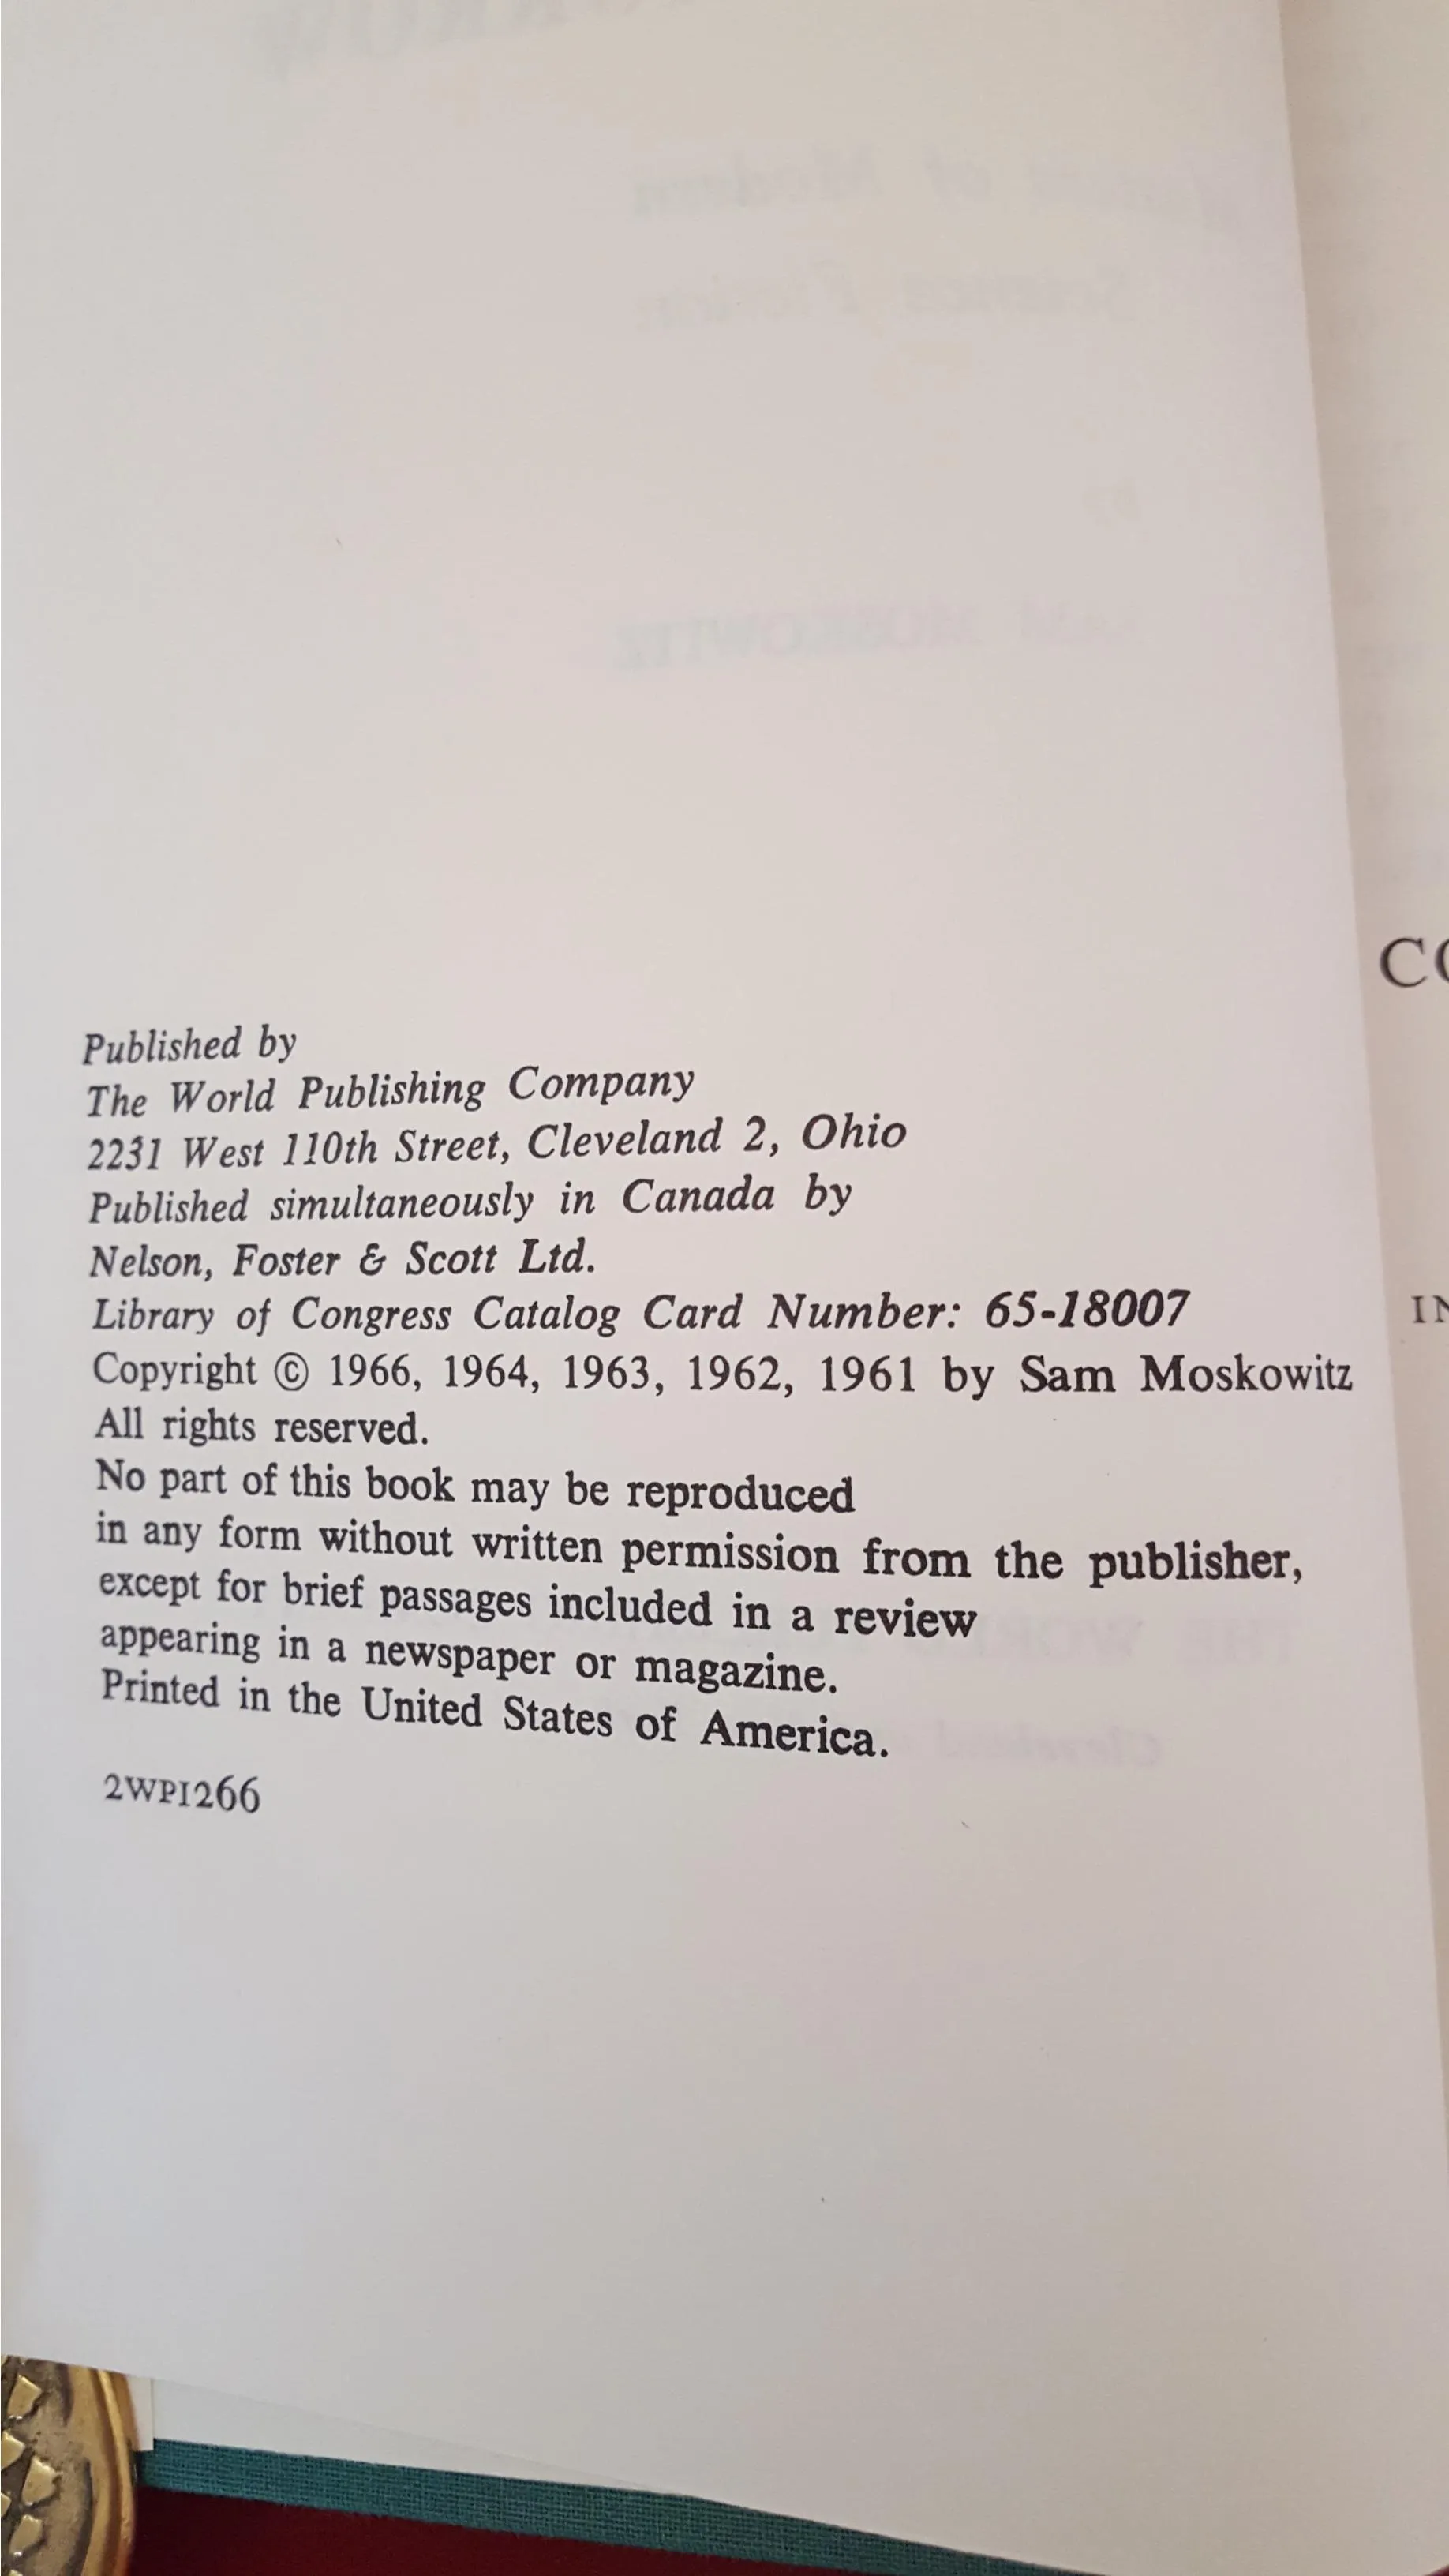 Published by
The World Publishing Company
2231 West 110th Street, Cleveland 2, Ohio
Published simultaneously in Canada by
Nelson, Foster & Scott Ltd.
Library of Congress Catalog Card Number: 65-18007
Copyright © 1966, 1964, 1963, 1962, 1961 by Sam Moskowitz
All rights reserved.
No part of this book may be reproduced
in any form without written permission from the publisher,
except for brief passages included in a review
appearing in a newspaper or magazine.
Printed in the United States of America.
2WP1266